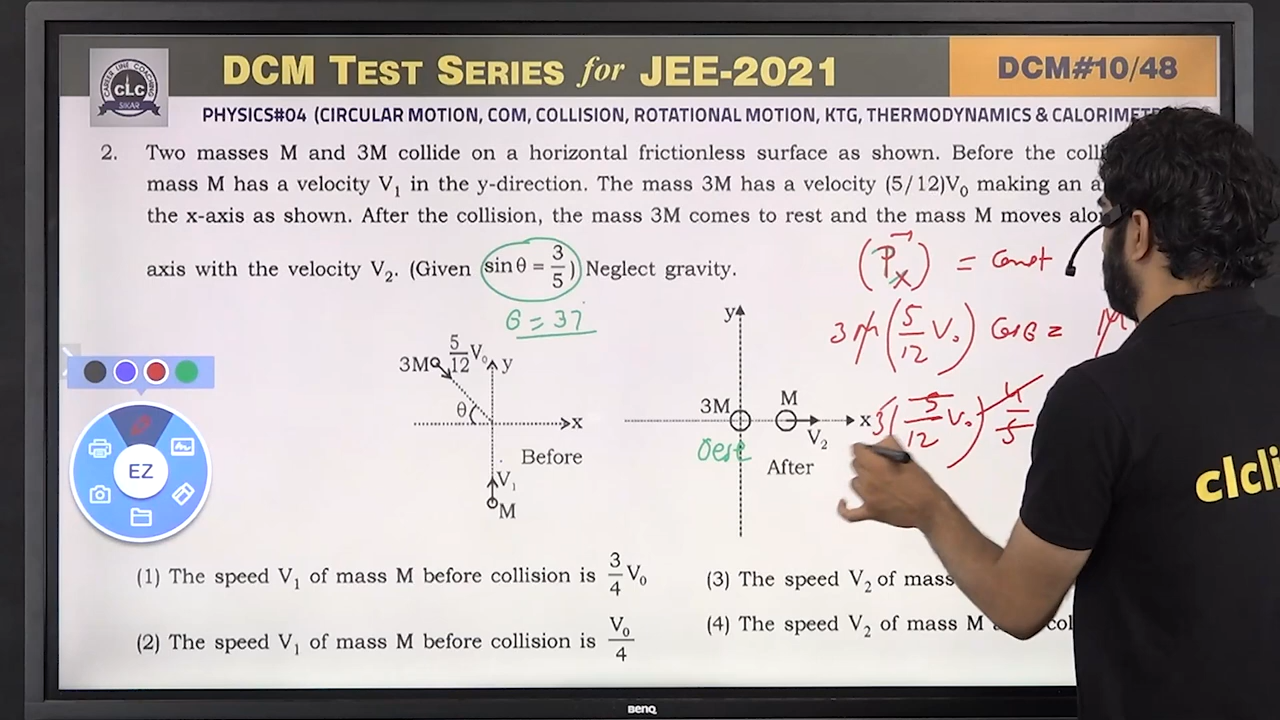 DCM TEST SERIES for JEE-2021
DCM#10/48
CAREER LINE COACHING
CLC
SIKAR
PHYSICS#04 (CIRCULAR MOTION, COM, COLLISION, ROTATIONAL MOTION, KTG, THERMODYNAMICS & CALORIMET
2. Two masses M and 3M collide on a horizontal frictionless surface as shown. Before the colli
mass M has a velocity V₁ in the y-direction. The mass 3M has a velocity (5/12)V₀ making an a
the x-axis as shown. After the collision, the mass 3M comes to rest and the mass M moves alo
axis with the velocity V₂. (Given sinθ = 3/5) Neglect gravity.
θ = 37
(P⃗x) = const
3M(5/12 V₀) cosθ =
3(5/12 V₀) 4/5
3M
5/12 V₀
y
θ
x
Before
V₁
M
y
3M
M
x
V₂
After
EZ
(1) The speed V₁ of mass M before collision is 3/4 V₀
(3) The speed V₂ of mass
(2) The speed V₁ of mass M before collision is V₀/4
(4) The speed V₂ of mass M
col
clcli
BenQ